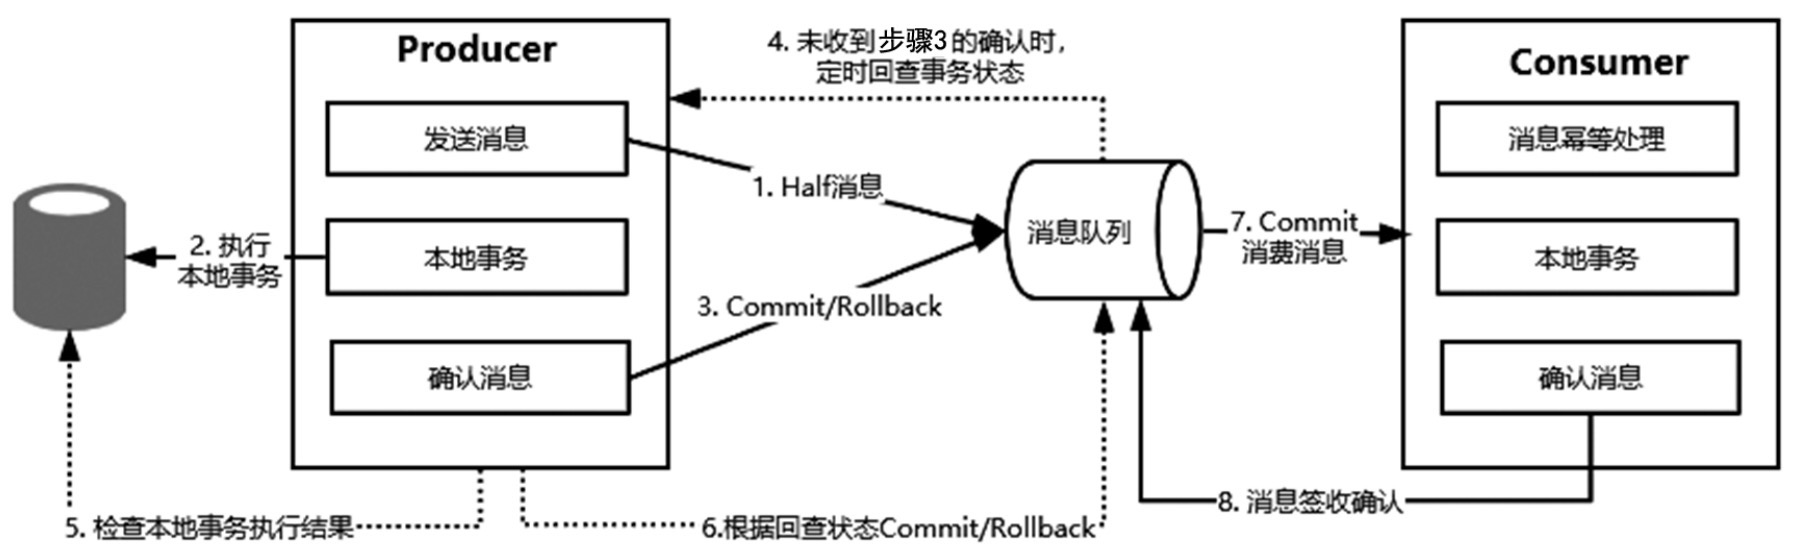 Producer
发送消息
本地事务
确认消息
1. Half消息
2. 执行
本地事务
3. Commit/Rollback
4. 未收到步骤3的确认时,
定时回查事务状态
5. 检查本地事务执行结果
6.根据回查状态Commit/Rollback
消息队列
7. Commit
消费消息
8. 消息签收确认
Consumer
消息幂等处理
本地事务
确认消息